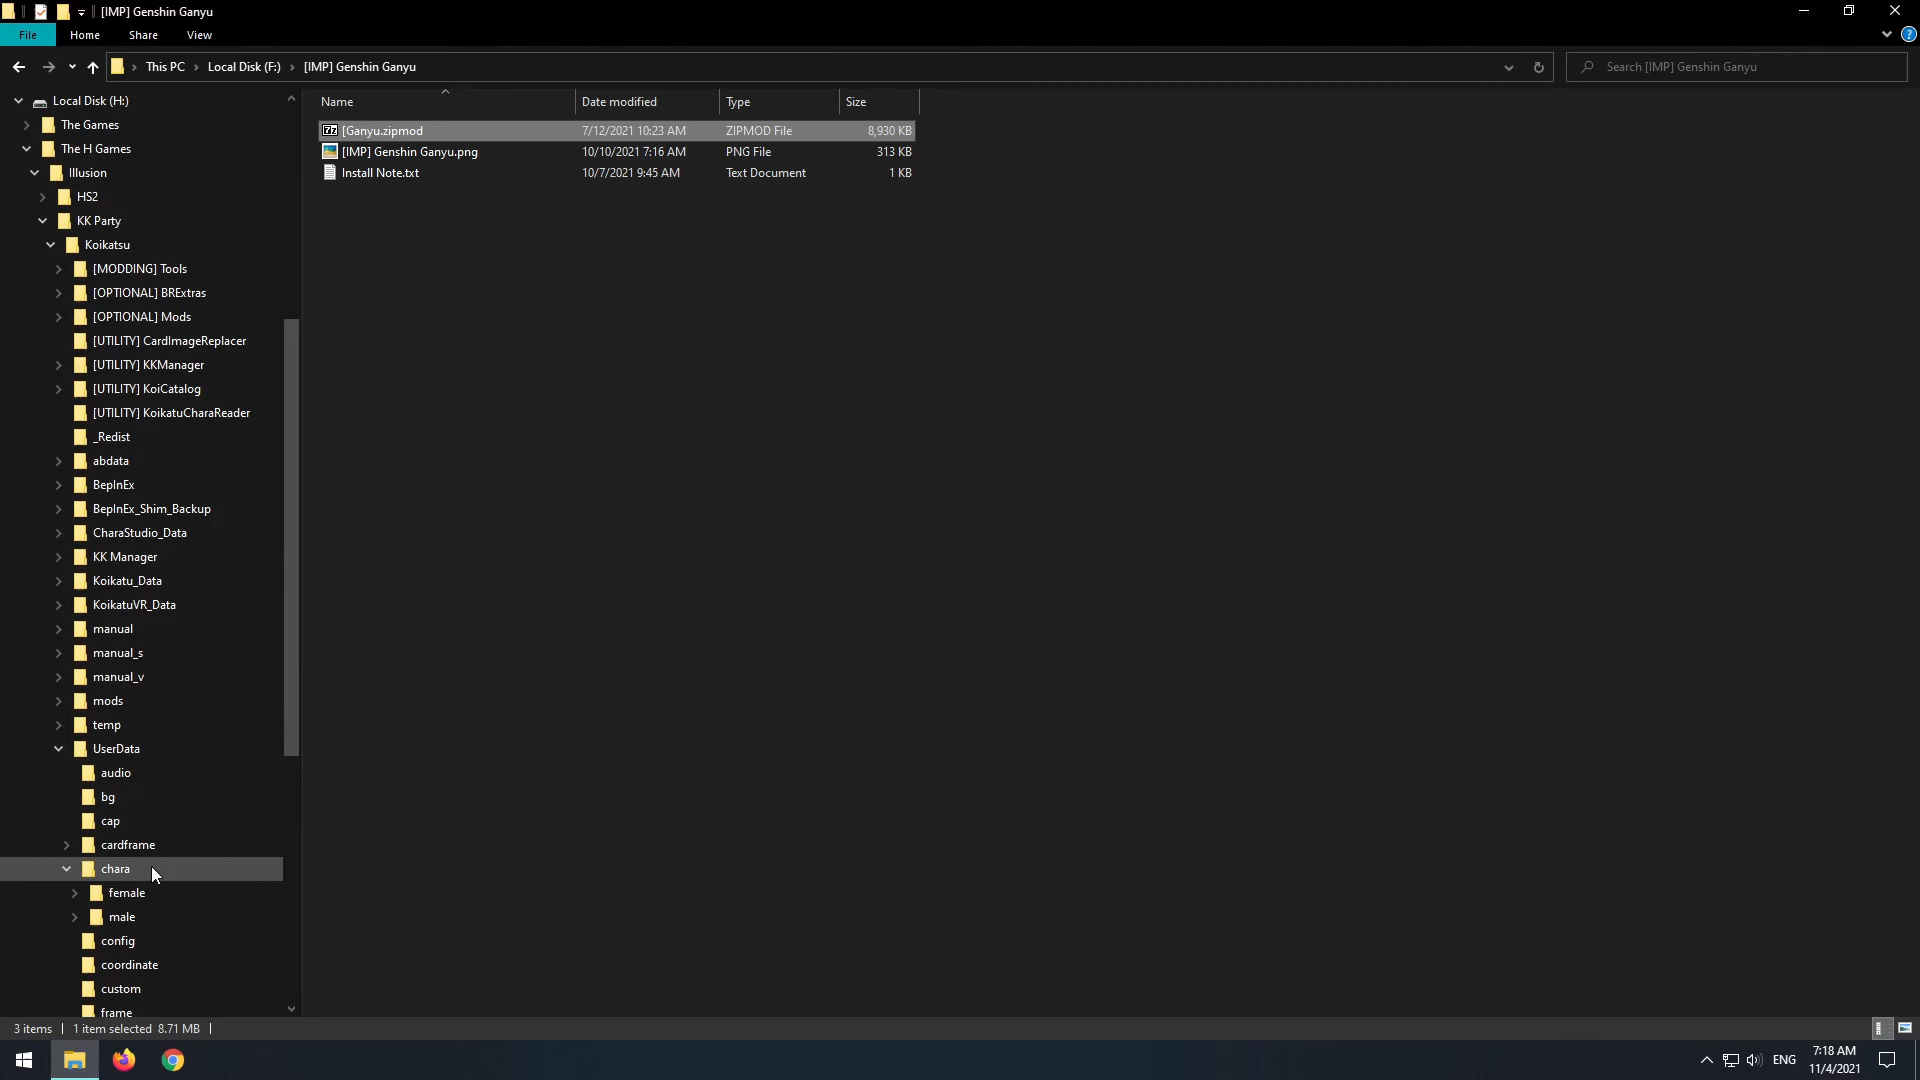 [IMP] Genshin Ganyu
File Home Share View
This PC Local Disk (F:) [IMP] Genshin Ganyu
Search [IMP] Genshin Ganyu
Name Date modified Type Size
[Ganyu.zipmod 7/12/2021 10:23 AM ZIPMOD File 8,930 KB
[IMP] Genshin Ganyu.png 10/10/2021 7:16 AM PNG File 313 KB
Install Note.txt 10/7/2021 9:45 AM Text Document 1 KB
Local Disk (H:)
The Games
The H Games
Illusion
HS2
KK Party
Koikatsu
[MODDING] Tools
[OPTIONAL] BRExtras
[OPTIONAL] Mods
[UTILITY] CardImageReplacer
[UTILITY] KKManager
[UTILITY] KoiCatalog
[UTILITY] KoikatuCharaReader
_Redist
abdata
BepInEx
BepInEx_Shim_Backup
CharaStudio_Data
KK Manager
Koikatu_Data
KoikatuVR_Data
manual
manual_s
manual_v
mods
temp
UserData
audio
bg
cap
cardframe
chara
female
male
config
coordinate
custom
frame
3 items 1 item selected 8.71 MB
ENG
7:18 AM
11/4/2021